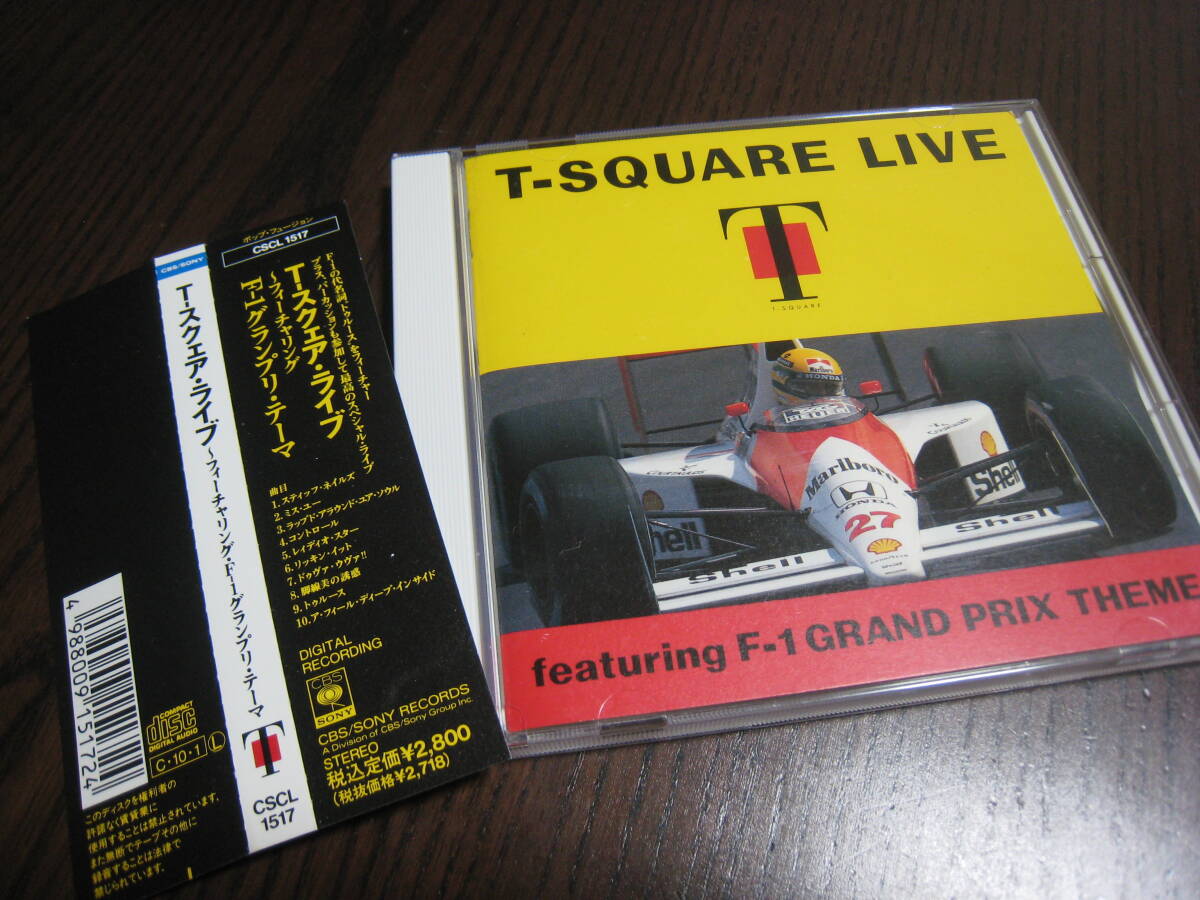 T-SQUARE LIVE
T
T-SQUARE
Marlboro
HONDA
Marlboro
HONDA
27
Shell
Shell
Shell
Shell
featuring F-1 GRAND PRIX THEME
ポップ・フュージョン
CSCL 1517
F-1の代名詞、トゥルースをフィーチャー
ブラス、パーカッションも参加して最高のスペシャル・ライブ
T-スクェア・ライブ
〜フィーチャリング
F-1グランプリ・テーマ
曲目
1. スティッフ・ネイルズ
2. ミス・ユー
3. ラップド・アラウンド・ユア・ソウル
4. コントロール
5. レイディオ・スター
6. リッキン・イット
7. ドゥヴァ・ウヴァ!!
8. 脚線美の誘惑
9. トゥルース
10. ア・フィール・ディープ・インサイド
DIGITAL
RECORDING
CBS
SONY
CBS/SONY RECORDS
A Division of CBS/Sony Group Inc.
STEREO
税込定価¥2,800
(税抜価格¥2,718)
CBS/SONY
T-スクェア・ライブ 〜フィーチャリング・F-1グランプリ・テーマ
T
CSCL
1517
4 988009 151724
COMPACT
disc
DIGITAL AUDIO
C・10・1 L
このディスクを権利者の
許諾なく賃貸業に
使用することは禁止されています.
また無断でテープその他に
録音することは法律で
禁じられています.